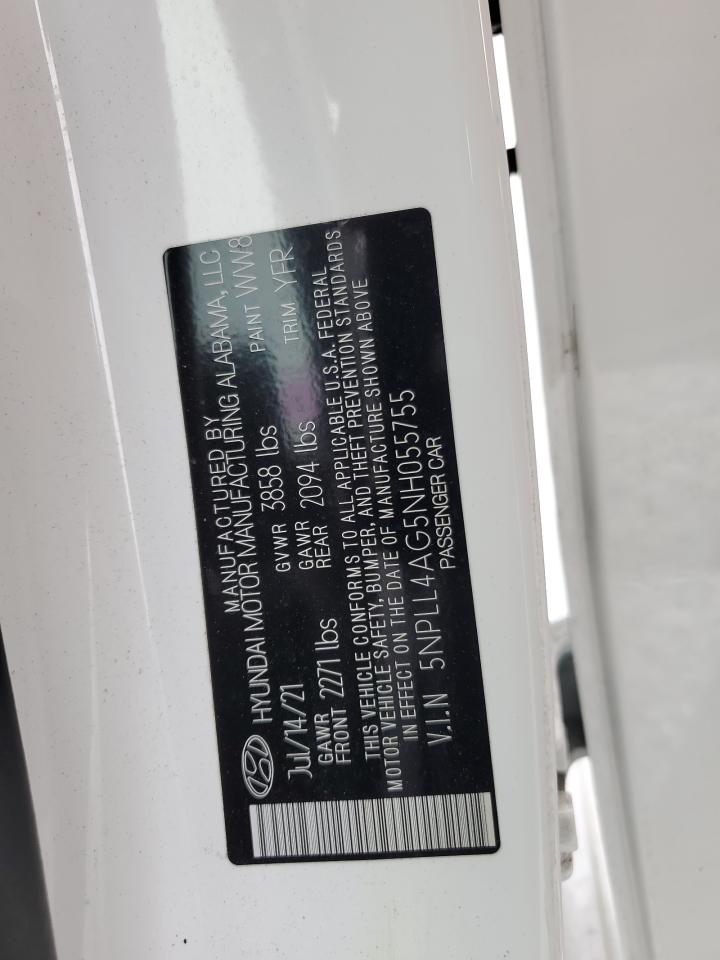 MANUFACTURED BY
HYUNDAI MOTOR MANUFACTURING ALABAMA, LLC
Jul/14/21 GVWR 3858 lbs PAINT WW8
GAWR FRONT 2271 lbs GAWR REAR 2094 lbs TRIM YFR
THIS VEHICLE CONFORMS TO ALL APPLICABLE U.S.A. FEDERAL
MOTOR VEHICLE SAFETY, BUMPER, AND THEFT PREVENTION STANDARDS
IN EFFECT ON THE DATE OF MANUFACTURE SHOWN ABOVE
V.I.N 5NPLL4AG5NH055755
PASSENGER CAR